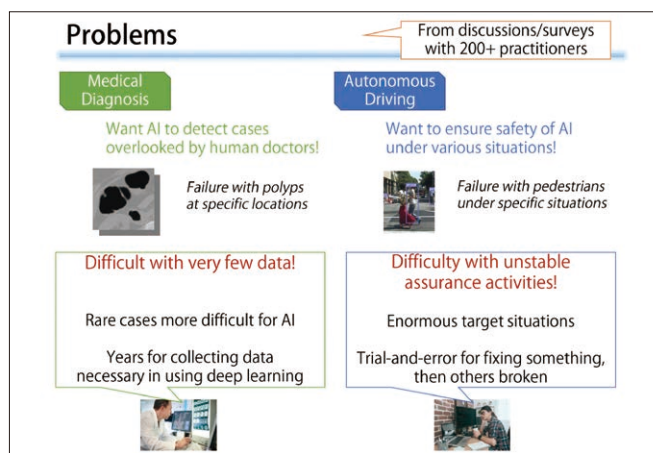 Problems
From discussions/surveys
with 200+ practitioners
Medical
Diagnosis
Want AI to detect cases
overlooked by human doctors!
Failure with polyps
at specific locations
Difficult with very few data!
Rare cases more difficult for AI
Years for collecting data
necessary in using deep learning
Autonomous
Driving
Want to ensure safety of AI
under various situations!
Failure with pedestrians
under specific situations
Difficulty with unstable
assurance activities!
Enormous target situations
Trial-and-error for fixing something,
then others broken